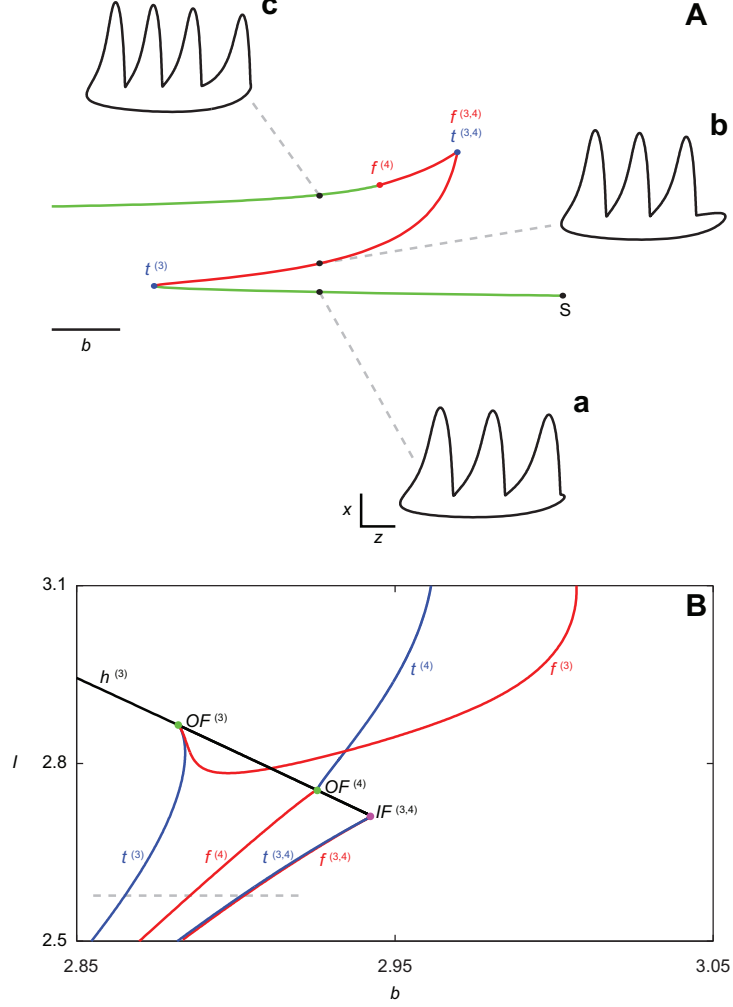 c
A
f (3,4)
t (3,4)
b
f (4)
t (3)
S
b
a
x
z
3.1
B
h (3)
t (4)
f (3)
OF (3)
I
2.8
OF (4)
IF (3,4)
t (3)
f (4)
t (3,4)
f (3,4)
2.5
2.85
2.95
3.05
b